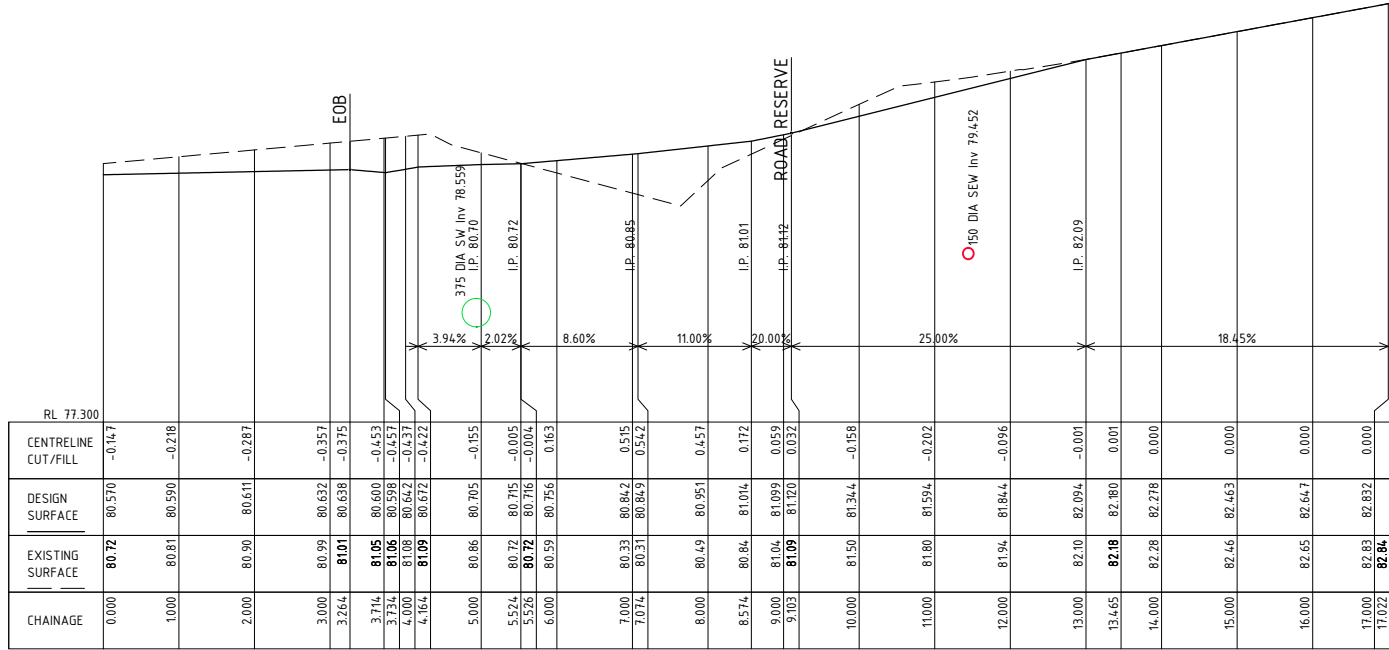 EOB
ROAD RESERVE
375 DIA SW Inv 78.559
I.P. 80.70
I.P. 80.72
I.P. 80.85
I.P. 81.01
I.P. 81.12
150 DIA SEW Inv 79.452
I.P. 82.09
3.94% 2.02% 8.60% 11.00% 20.00% 25.00% 18.45%
RL 77.300
CENTRELINE CUT/FILL -0.147 -0.218 -0.287 -0.357 -0.375 -0.453 -0.457 -0.437 -0.422 -0.155 -0.005 -0.004 0.163 0.515 0.542 0.457 0.172 0.059 0.032 -0.158 -0.202 -0.096 -0.001 0.001 0.000 0.000 0.000 0.000
DESIGN SURFACE 80.570 80.590 80.611 80.632 80.638 80.600 80.598 80.642 80.672 80.705 80.715 80.716 80.756 80.842 80.849 80.951 81.014 81.099 81.120 81.344 81.594 81.844 82.094 82.180 82.278 82.463 82.647 82.832
EXISTING SURFACE 80.72 80.81 80.90 80.99 81.01 81.05 81.06 81.08 81.09 80.86 80.72 80.72 80.59 80.33 80.31 80.49 80.84 81.04 81.09 81.50 81.80 81.94 82.10 82.18 82.28 82.46 82.65 82.83 82.84
CHAINAGE 0.000 1.000 2.000 3.000 3.264 3.714 3.734 4.000 4.164 5.000 5.524 5.526 6.000 7.000 7.074 8.000 8.574 9.000 9.103 10.000 11.000 12.000 13.000 13.465 14.000 15.000 16.000 17.000 17.022